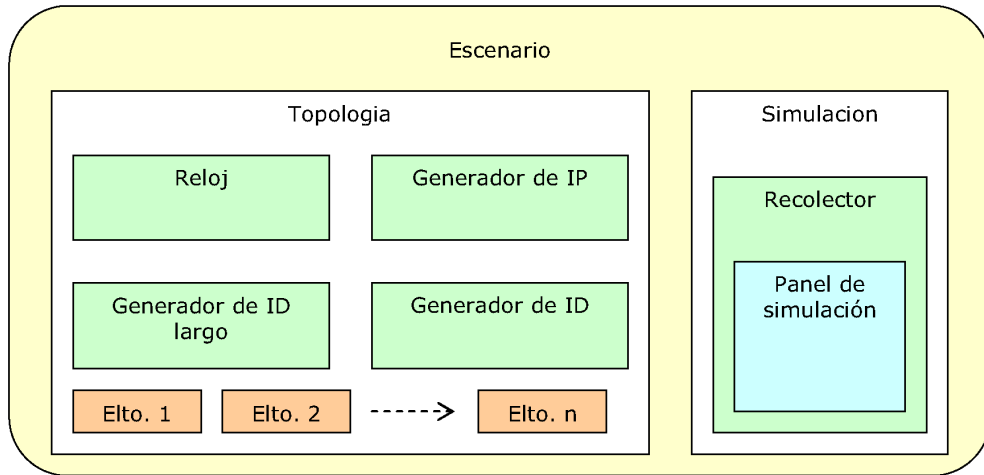 Escenario
Topologia
Simulacion
Reloj
Generador de IP
Recolector
Generador de ID
largo
Generador de ID
Panel de
simulación
Elto. 1
Elto. 2
Elto. n